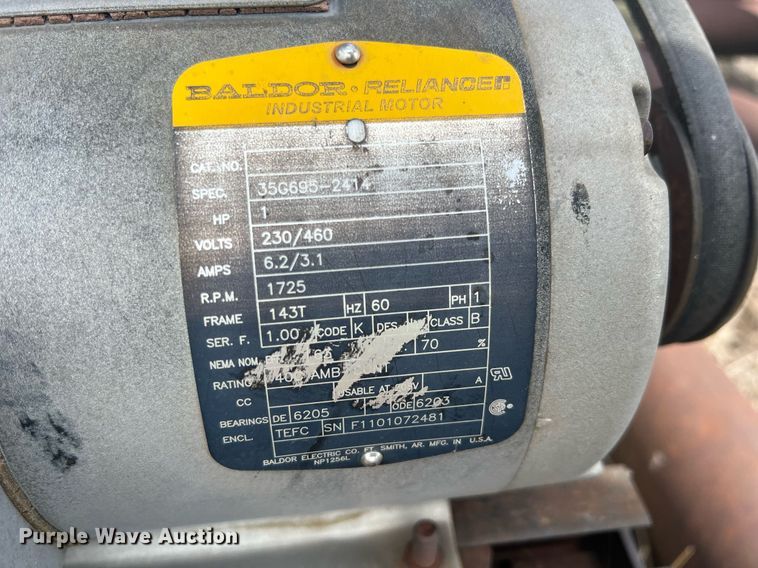 BALDOR • RELIANCER
INDUSTRIAL MOTOR
CAT. NO.
SPEC. 35G695-2414
HP 1
VOLTS 230/460
AMPS 6.2/3.1
R.P.M. 1725
FRAME 143T HZ 60 PH 1
SER. F. 1.00 CODE K DES. CLASS B
NEMA NOM. 70 %
RATING
CC USABLE AT A
BEARINGS DE 6205 ODE 6203
ENCL. TEFC SN F1101072481
BALDOR ELECTRIC CO. FT. SMITH, AR. MFG. IN U.S.A.
NP1256L
Purple Wave Auction